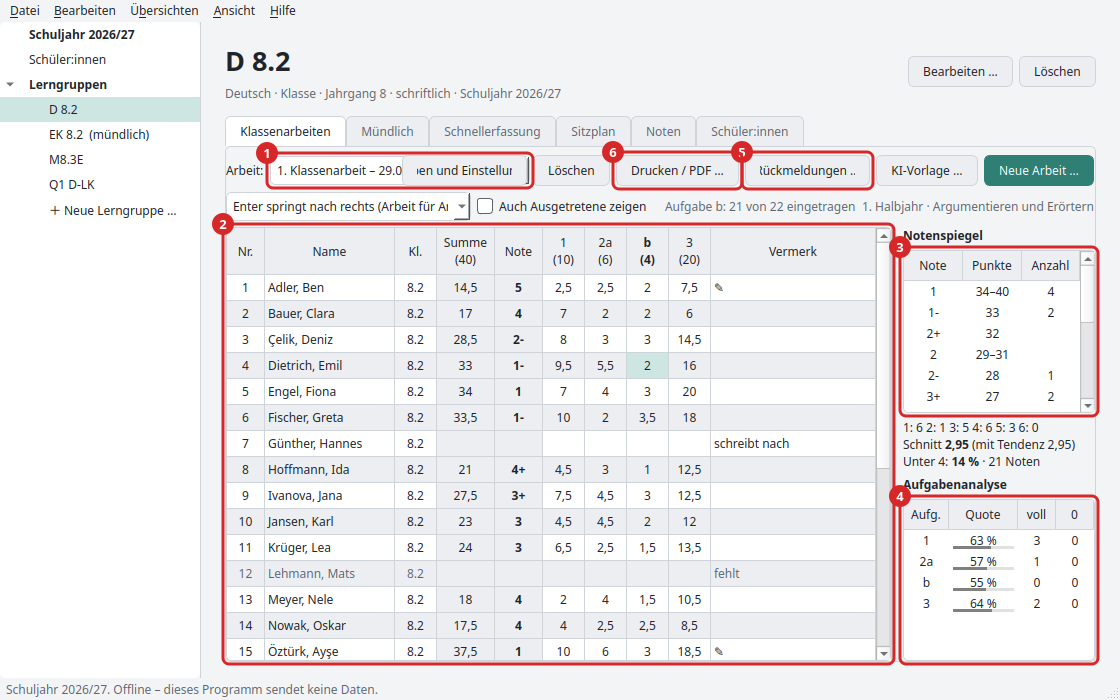 Datei Bearbeiten Übersichten Ansicht Hilfe
Schuljahr 2026/27
Schüler:innen
Lerngruppen
D 8.2
EK 8.2 (mündlich)
M8.3E
Q1 D-LK
+ Neue Lerngruppe ...
D 8.2
Bearbeiten ... Löschen
Deutsch · Klasse · Jahrgang 8 · schriftlich · Schuljahr 2026/27
Klassenarbeiten Mündlich Schnellerfassung Sitzplan Noten Schüler:innen
1 6 5
Arbeit: 1. Klassenarbeit – 29.0 en und Einstellur Löschen Drucken / PDF ... Rückmeldungen .. KI-Vorlage ... Neue Arbeit ...
Enter springt nach rechts (Arbeit für Ar Auch Ausgetretene zeigen Aufgabe b: 21 von 22 eingetragen 1. Halbjahr · Argumentieren und Erörtern
2
Nr. Name Kl. Summe (40) Note 1 (10) 2a (6) b (4) 3 (20) Vermerk
1 Adler, Ben 8.2 14,5 5 2,5 2,5 2 7,5 ✎
2 Bauer, Clara 8.2 17 4 7 2 2 6
3 Çelik, Deniz 8.2 28,5 2- 8 3 3 14,5
4 Dietrich, Emil 8.2 33 1- 9,5 5,5 2 16
5 Engel, Fiona 8.2 34 1 7 4 3 20
6 Fischer, Greta 8.2 33,5 1- 10 2 3,5 18
7 Günther, Hannes 8.2 schreibt nach
8 Hoffmann, Ida 8.2 21 4+ 4,5 3 1 12,5
9 Ivanova, Jana 8.2 27,5 3+ 7,5 4,5 3 12,5
10 Jansen, Karl 8.2 23 3 4,5 4,5 2 12
11 Krüger, Lea 8.2 24 3 6,5 2,5 1,5 13,5
12 Lehmann, Mats 8.2 fehlt
13 Meyer, Nele 8.2 18 4 2 4 1,5 10,5
14 Nowak, Oskar 8.2 17,5 4 4 2,5 2,5 8,5
15 Öztürk, Ayşe 8.2 37,5 1 10 6 3 18,5 ✎
Notenspiegel
3
Note Punkte Anzahl
1 34–40 4
1- 33 2
2+ 32
2 29–31
2- 28 1
3+ 27 2
1: 6 2: 1 3: 5 4: 6 5: 3 6: 0
Schnitt 2,95 (mit Tendenz 2,95)
Unter 4: 14 % · 21 Noten
Aufgabenanalyse
4
Aufg. Quote voll 0
1 63 % 3 0
2a 57 % 1 0
b 55 % 0 0
3 64 % 2 0
Schuljahr 2026/27. Offline – dieses Programm sendet keine Daten.